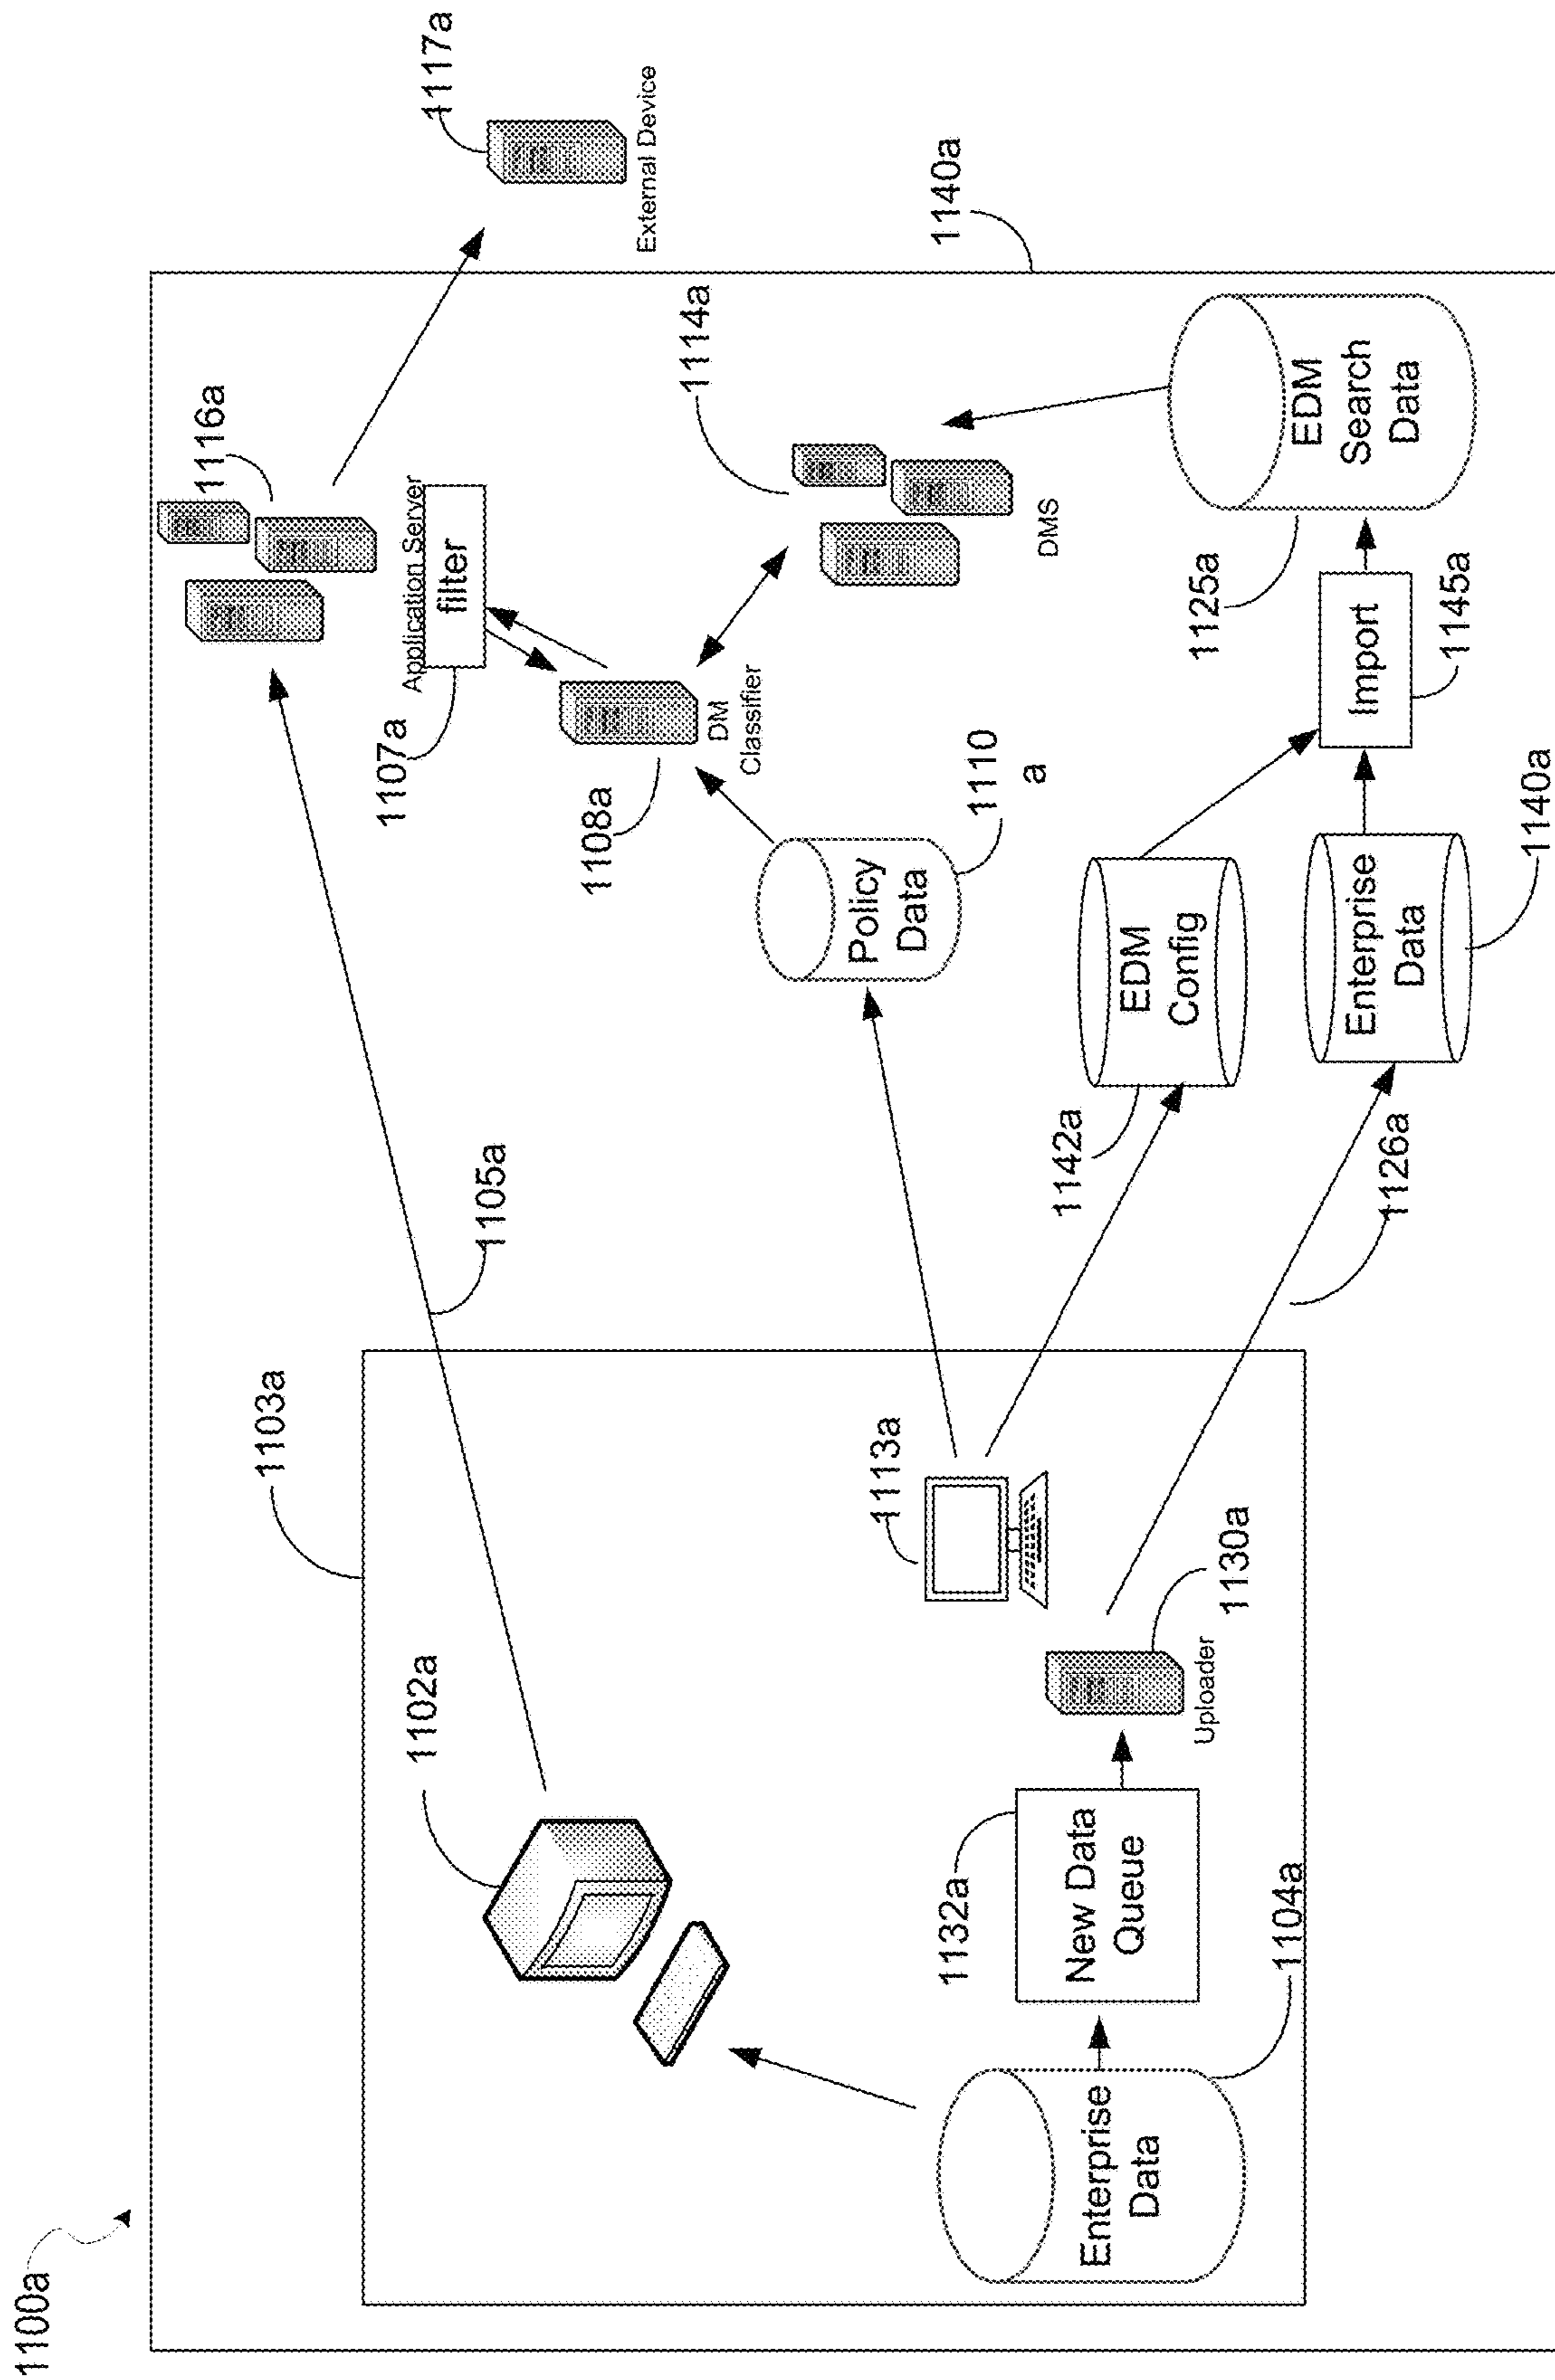 1100a
1103a
1102a
1105a
1116a
Application Server
filter
1107a
1117a
External Device
1108a
DM
Classifier
1114a
DMS
1140a
Policy
Data
1110
a
1113a
EDM
Config
1142a
1132a
New Data
Queue
1130a
Uploader
Enterprise
Data
1104a
1126a
Enterprise
Data
1140a
Import
1145a
1125a
EDM
Search
Data